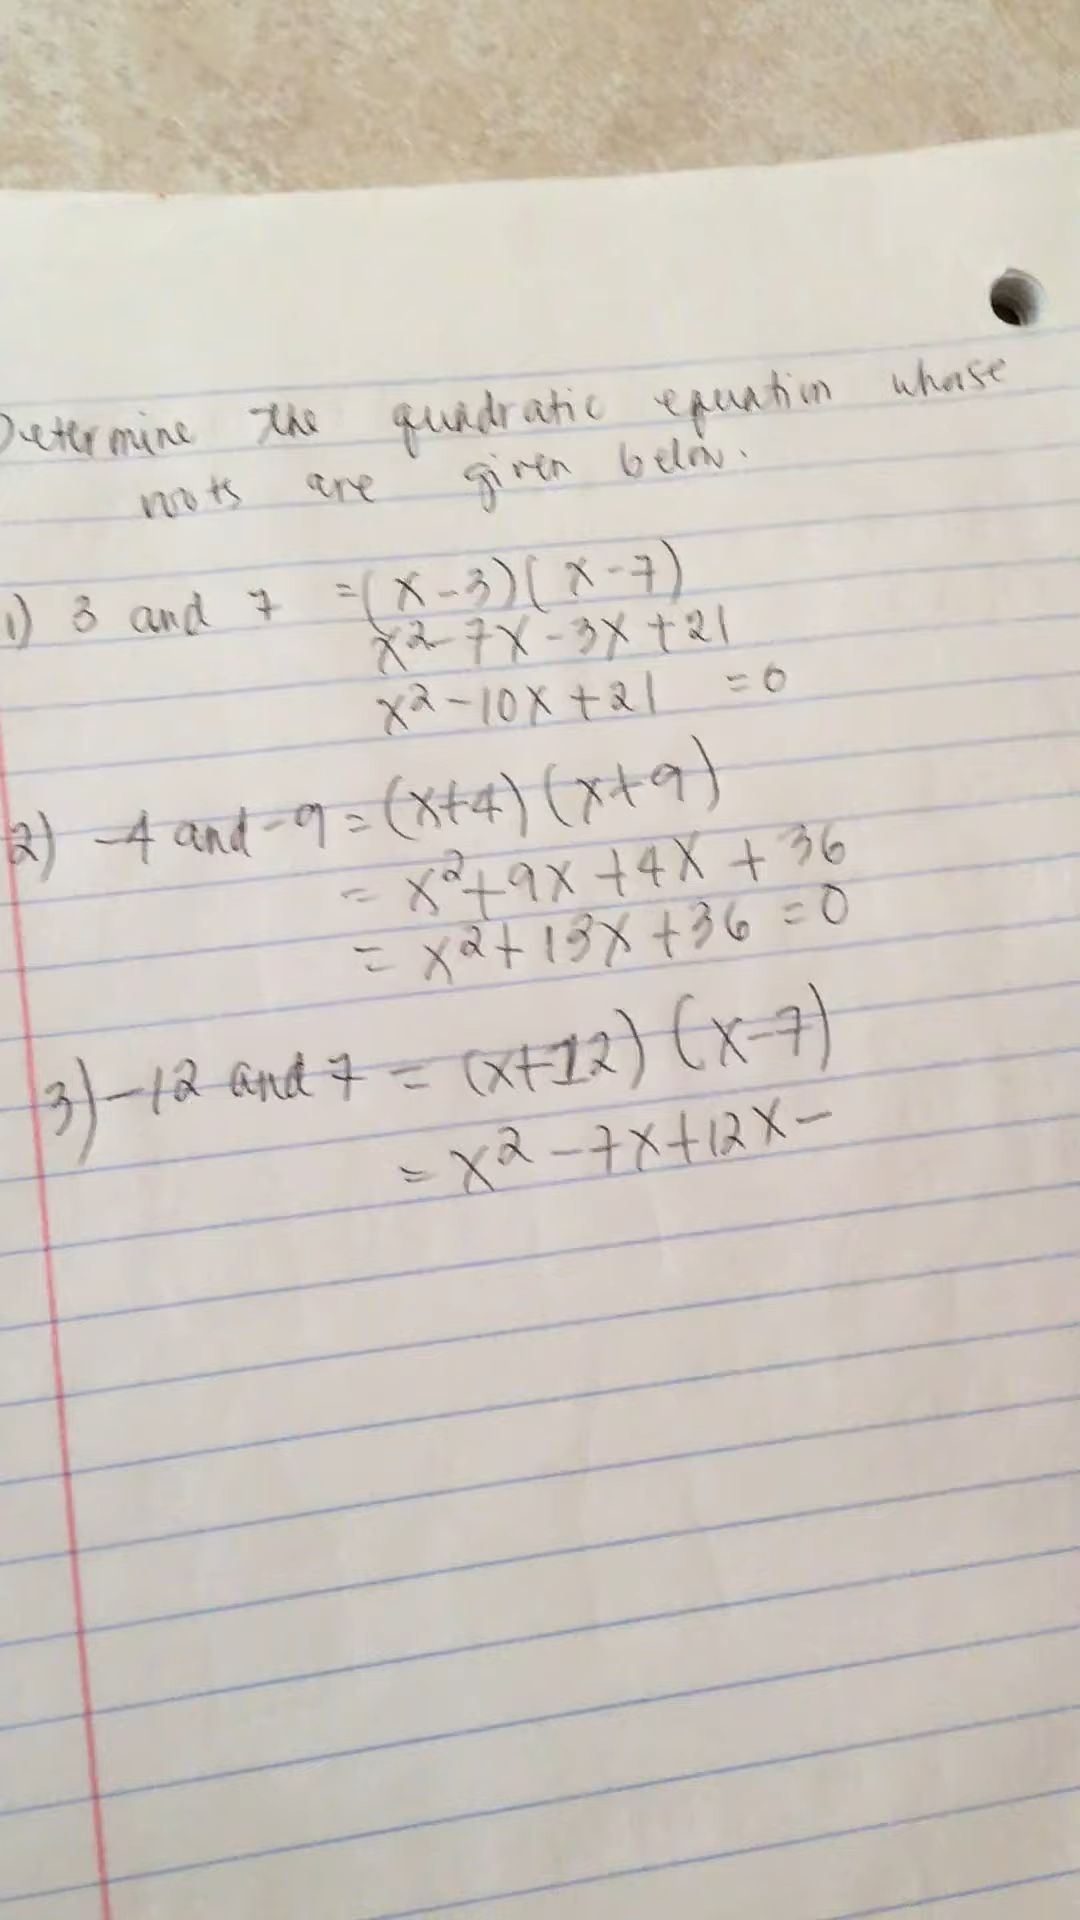 Determine the quadratic equation whose
roots are given below.
1) 3 and 7 =(x-3)(x-7)
x2-7x-3x+21
x2-10x+21 =0
2) -4 and -9 = (x+4)(x+9)
= x²+9x+4x+36
= x2+13x+36 =0
3) -12 and 7 = (x+12)(x-7)
= x2-7x+12x-